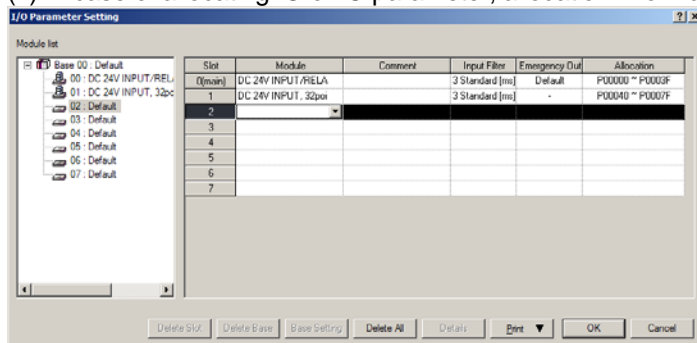 I/O Parameter Setting
Module list
Base 00 : Default
00 : DC 24V INPUT/REL
01 : DC 24V INPUT, 32po
02 : Default
03 : Default
04 : Default
05 : Default
06 : Default
07 : Default
Slot Module Comment Input Filter Emergency Out Allocation
0(main) DC 24V INPUT/RELA 3 Standard [ms] Default P00000 ~ P0003F
1 DC 24V INPUT, 32poi 3 Standard [ms] - P00040 ~ P0007F
2
3
4
5
6
7
Delete Slot Delete Base Base Setting Delete All Details Print ▼ OK Cancel